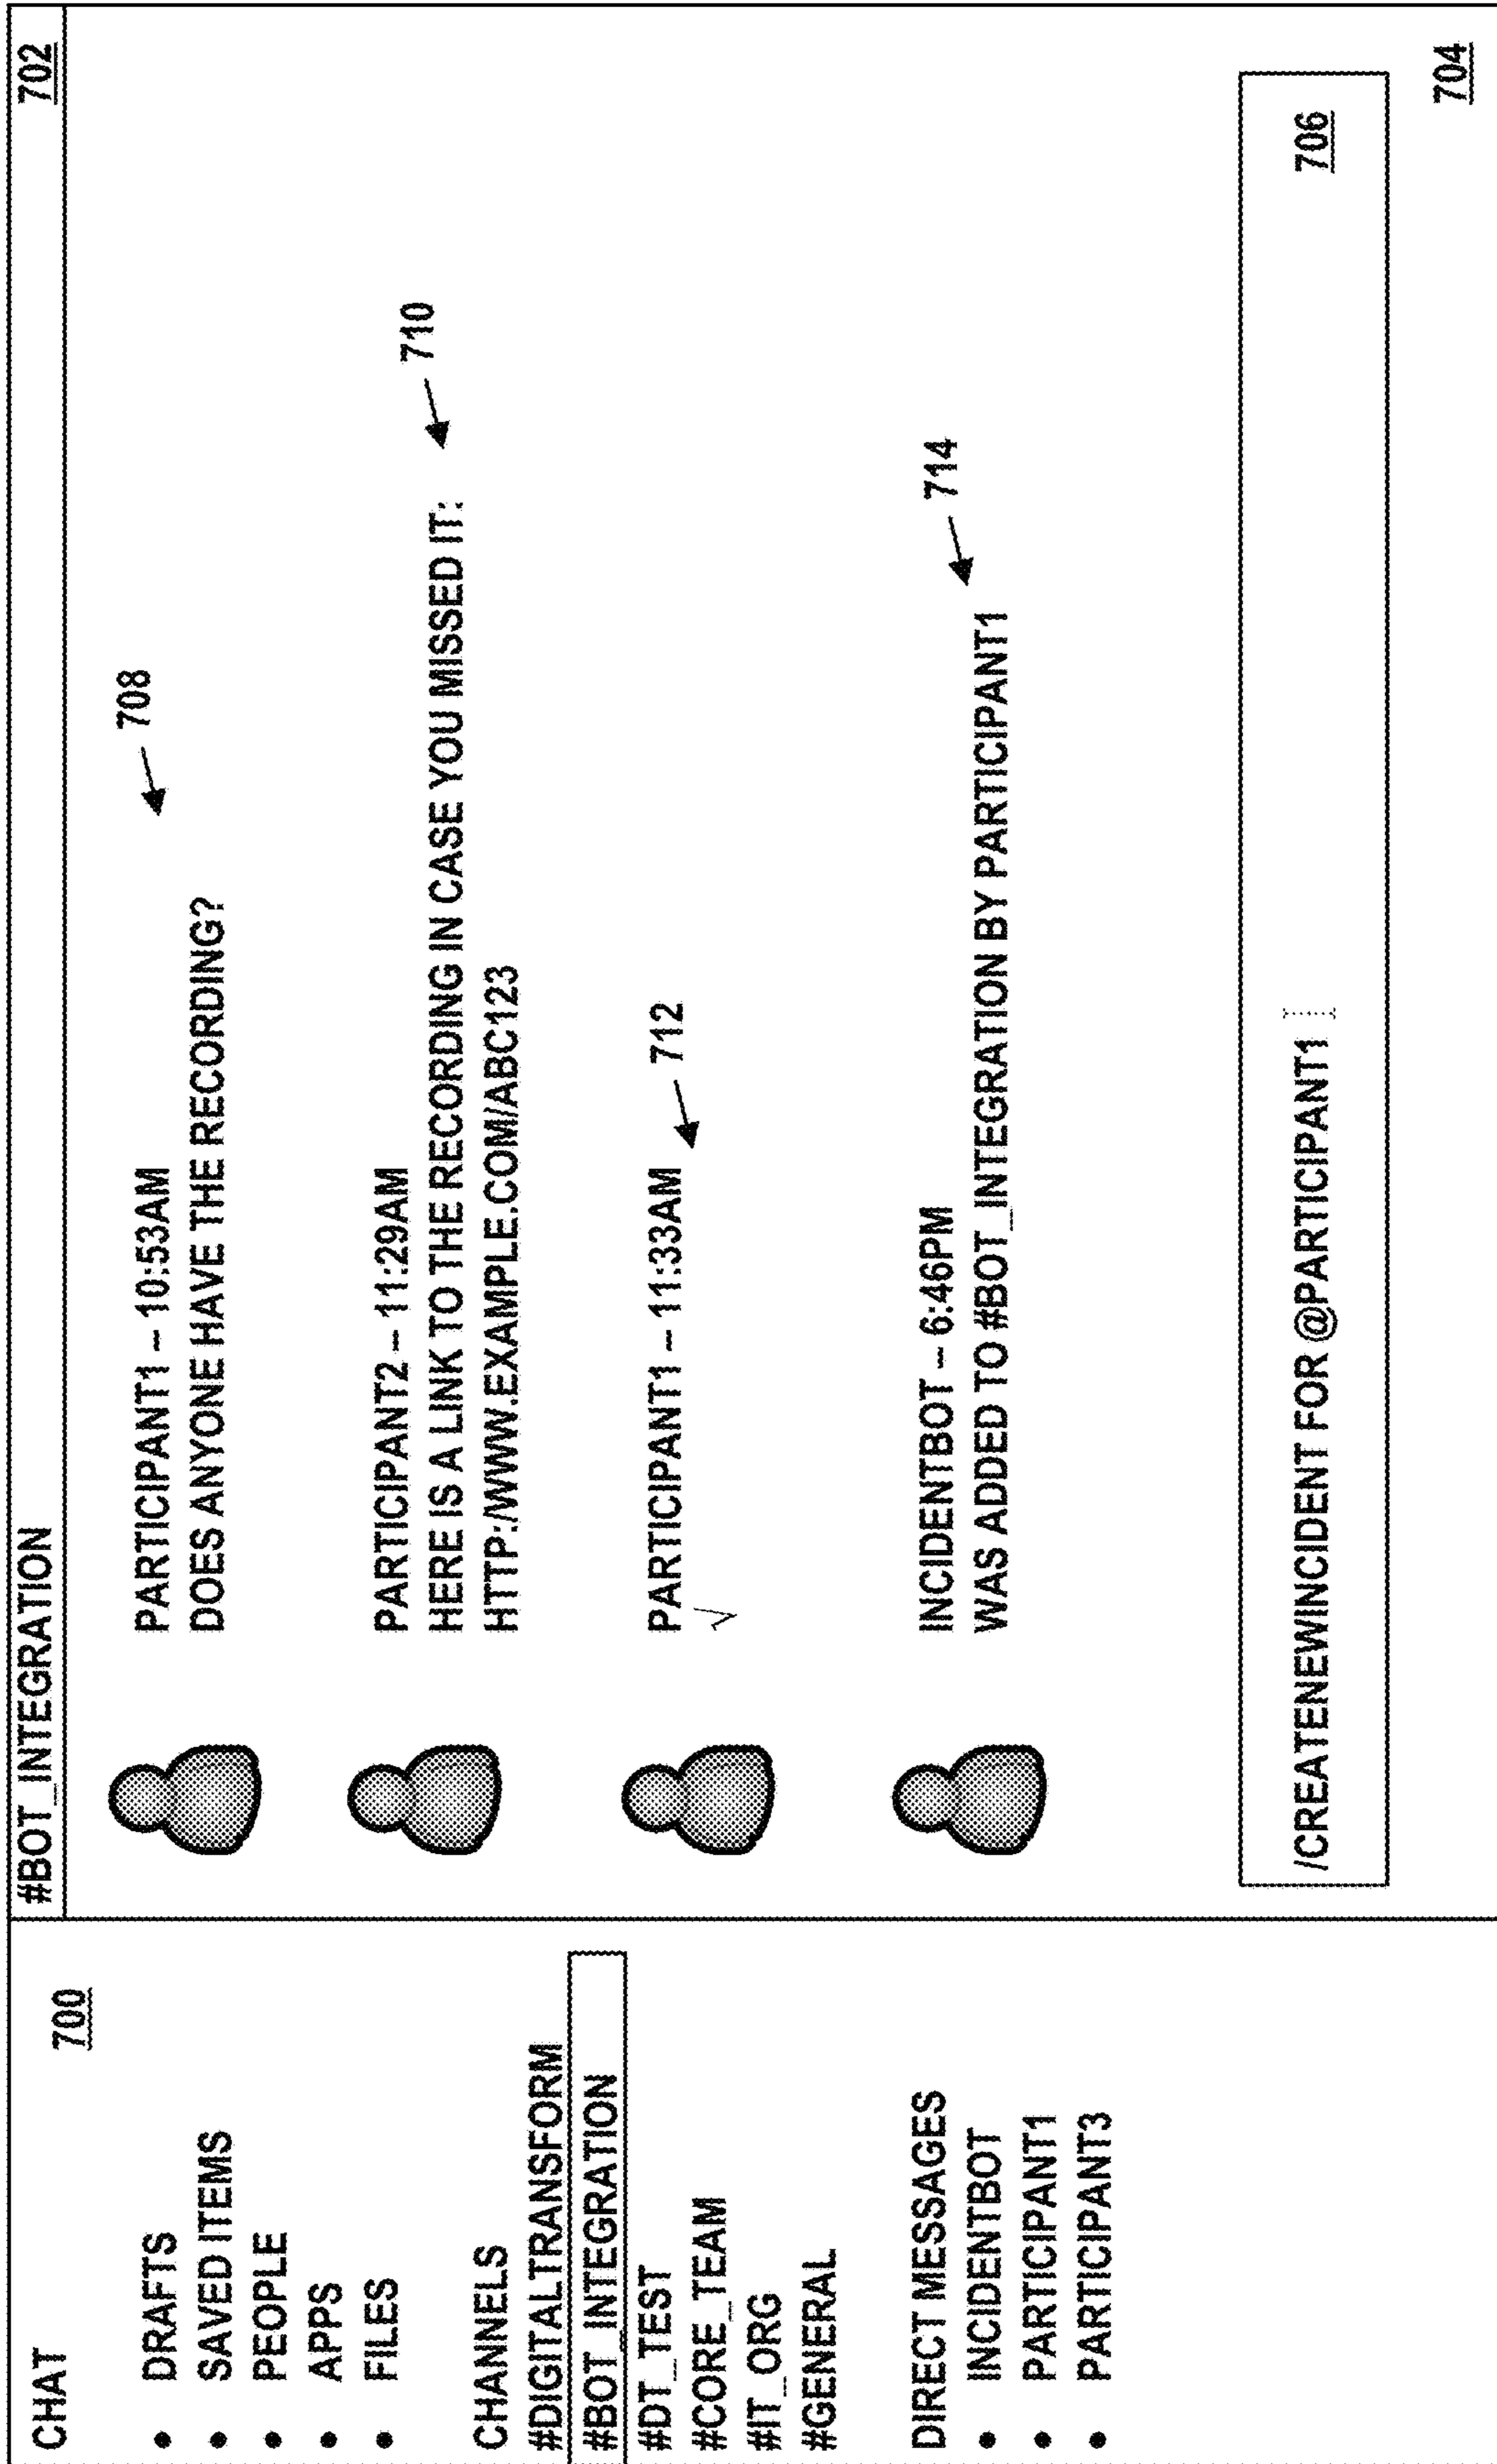 CHAT
700
• DRAFTS
• SAVED ITEMS
• PEOPLE
• APPS
• FILES
CHANNELS
#DIGITALTRANSFORM
#BOT_INTEGRATION
#DT_TEST
#CORE_TEAM
#IT_ORG
#GENERAL
DIRECT MESSAGES
• INCIDENTBOT
• PARTICIPANT1
• PARTICIPANT3
#BOT_INTEGRATION 702
PARTICIPANT1 – 10:53AM
708
DOES ANYONE HAVE THE RECORDING?
PARTICIPANT2 – 11:29AM
710
HERE IS A LINK TO THE RECORDING IN CASE YOU MISSED IT:
HTTP:/WWW.EXAMPLE.COM/ABC123
PARTICIPANT1 – 11:33AM
712
√
INCIDENTBOT – 6:46PM
714
WAS ADDED TO #BOT_INTEGRATION BY PARTICIPANT1
/CREATENEWINCIDENT FOR @PARTICIPANT1
706
704